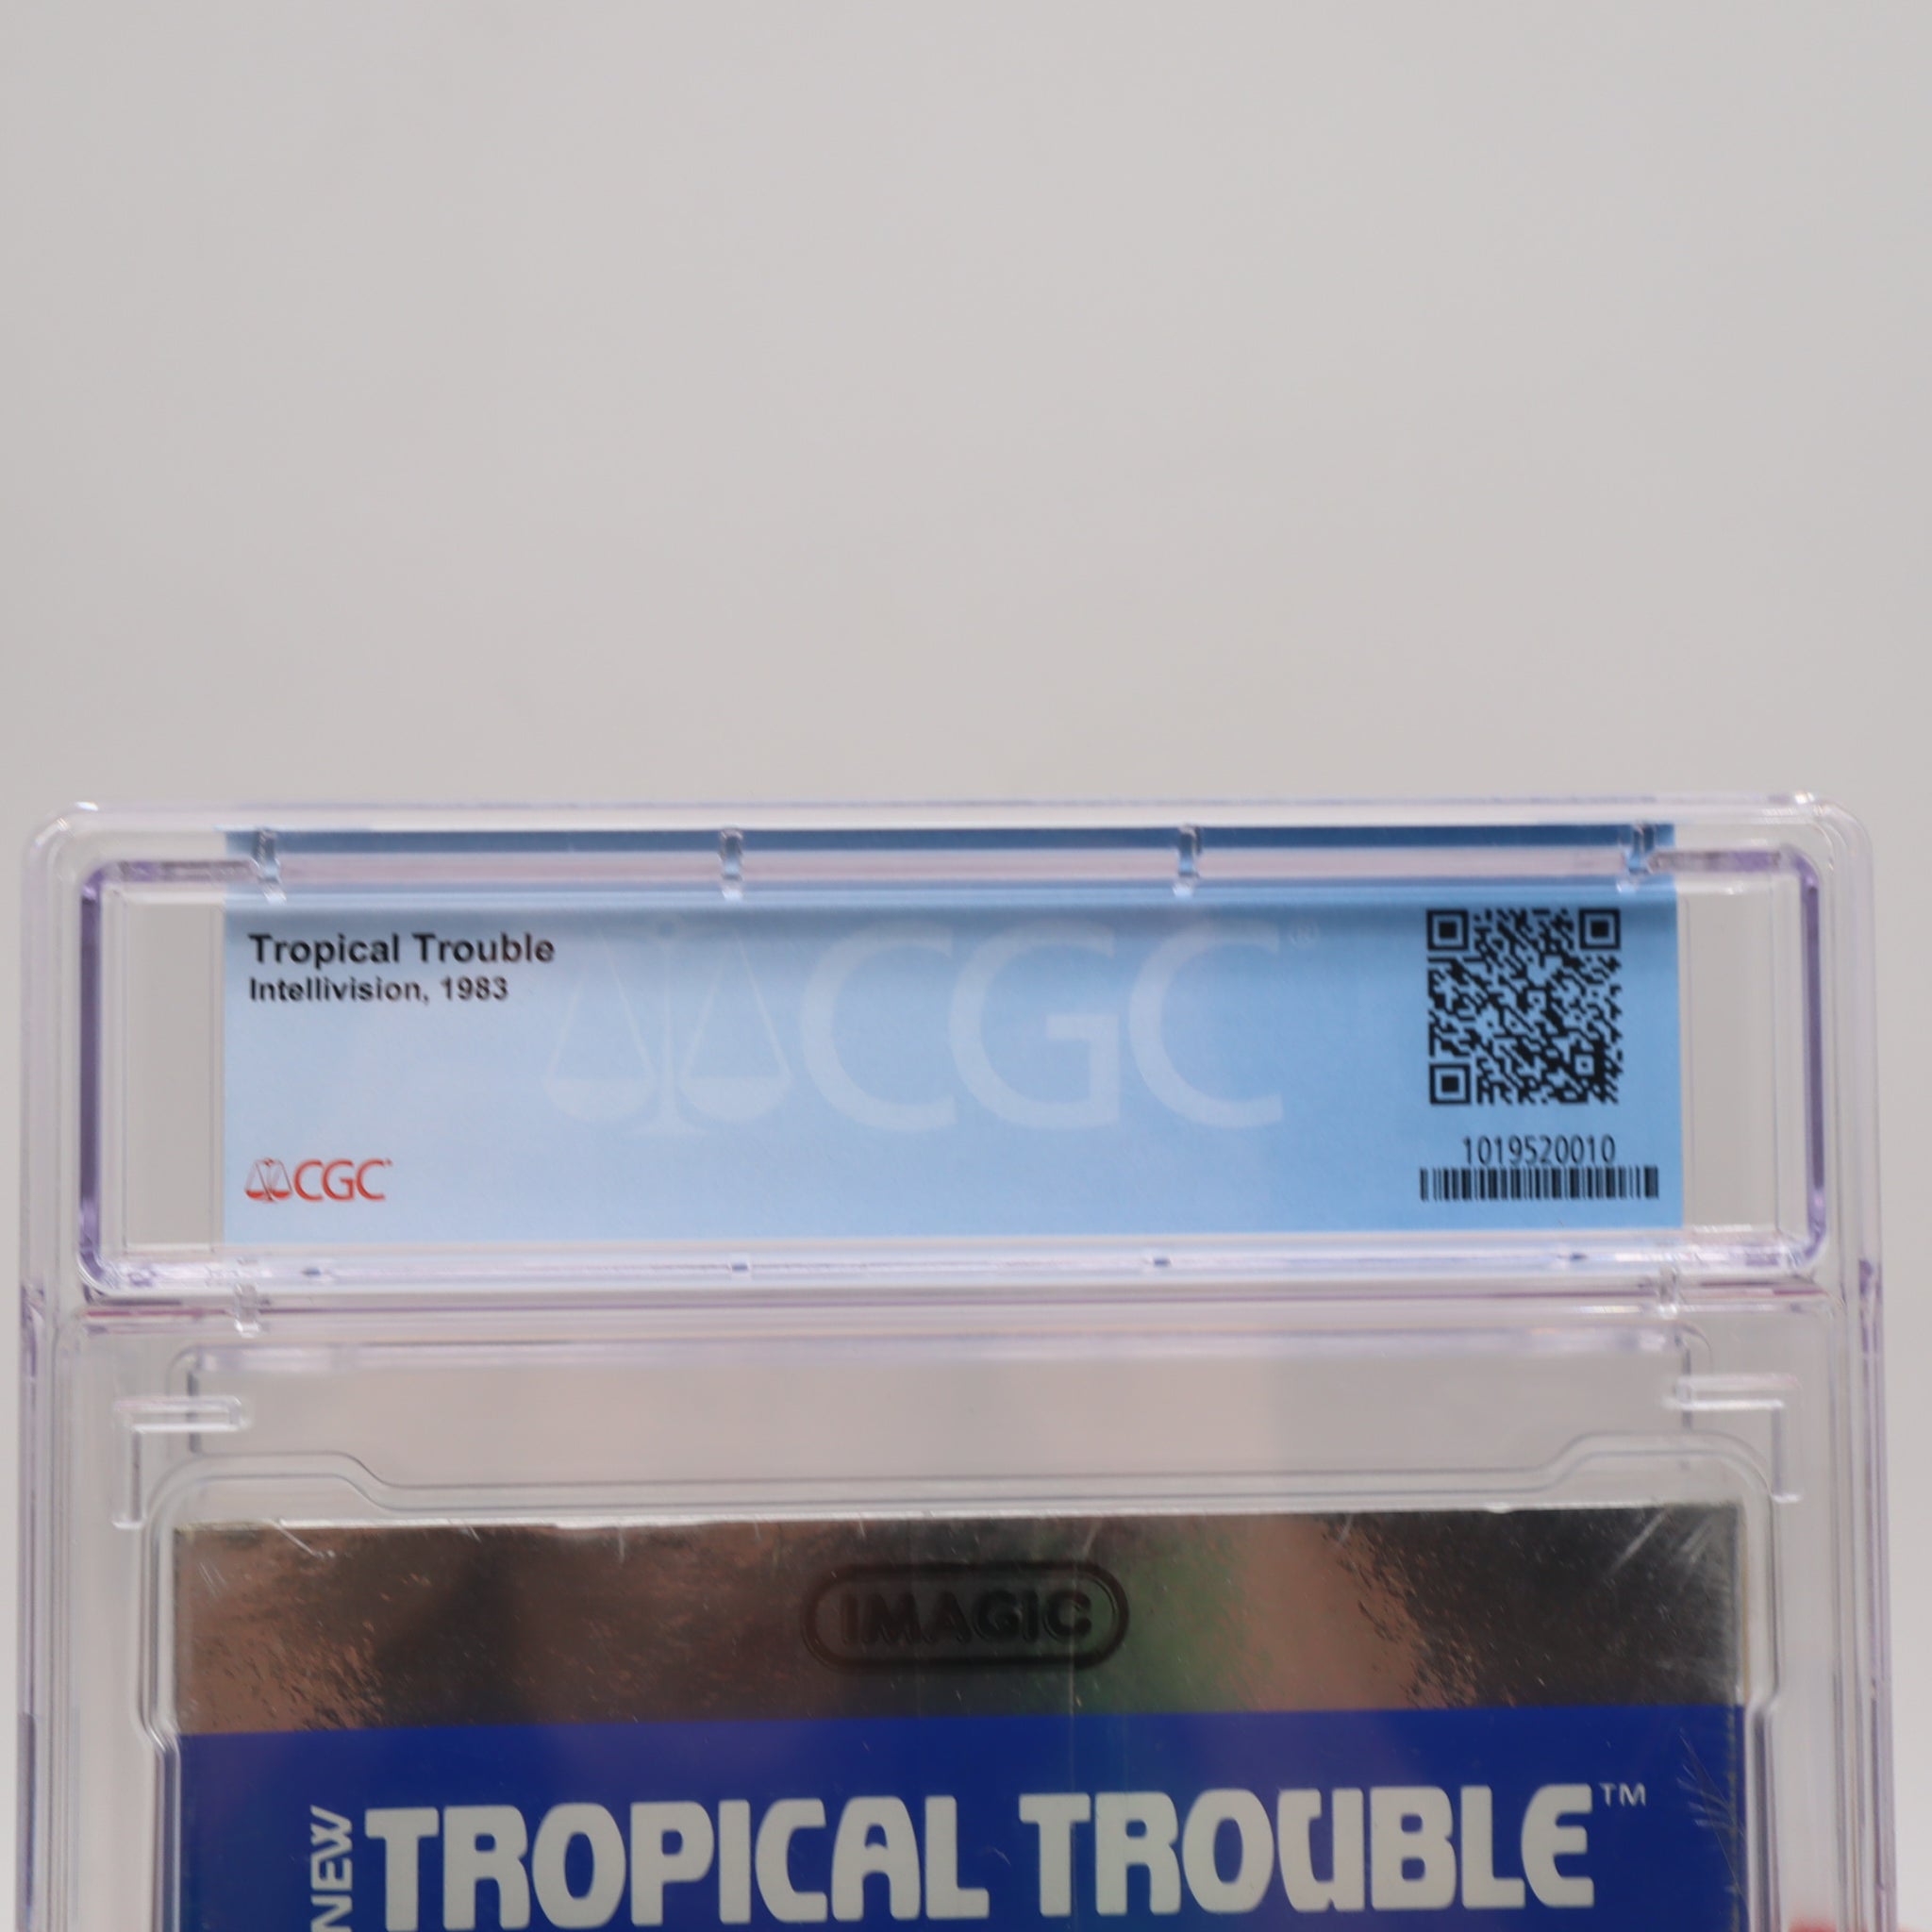 Tropical Trouble
Intellivision, 1983
CGC®
CGC
1019520010
IMAGIC
NEW
TROPICAL TROUBLE™